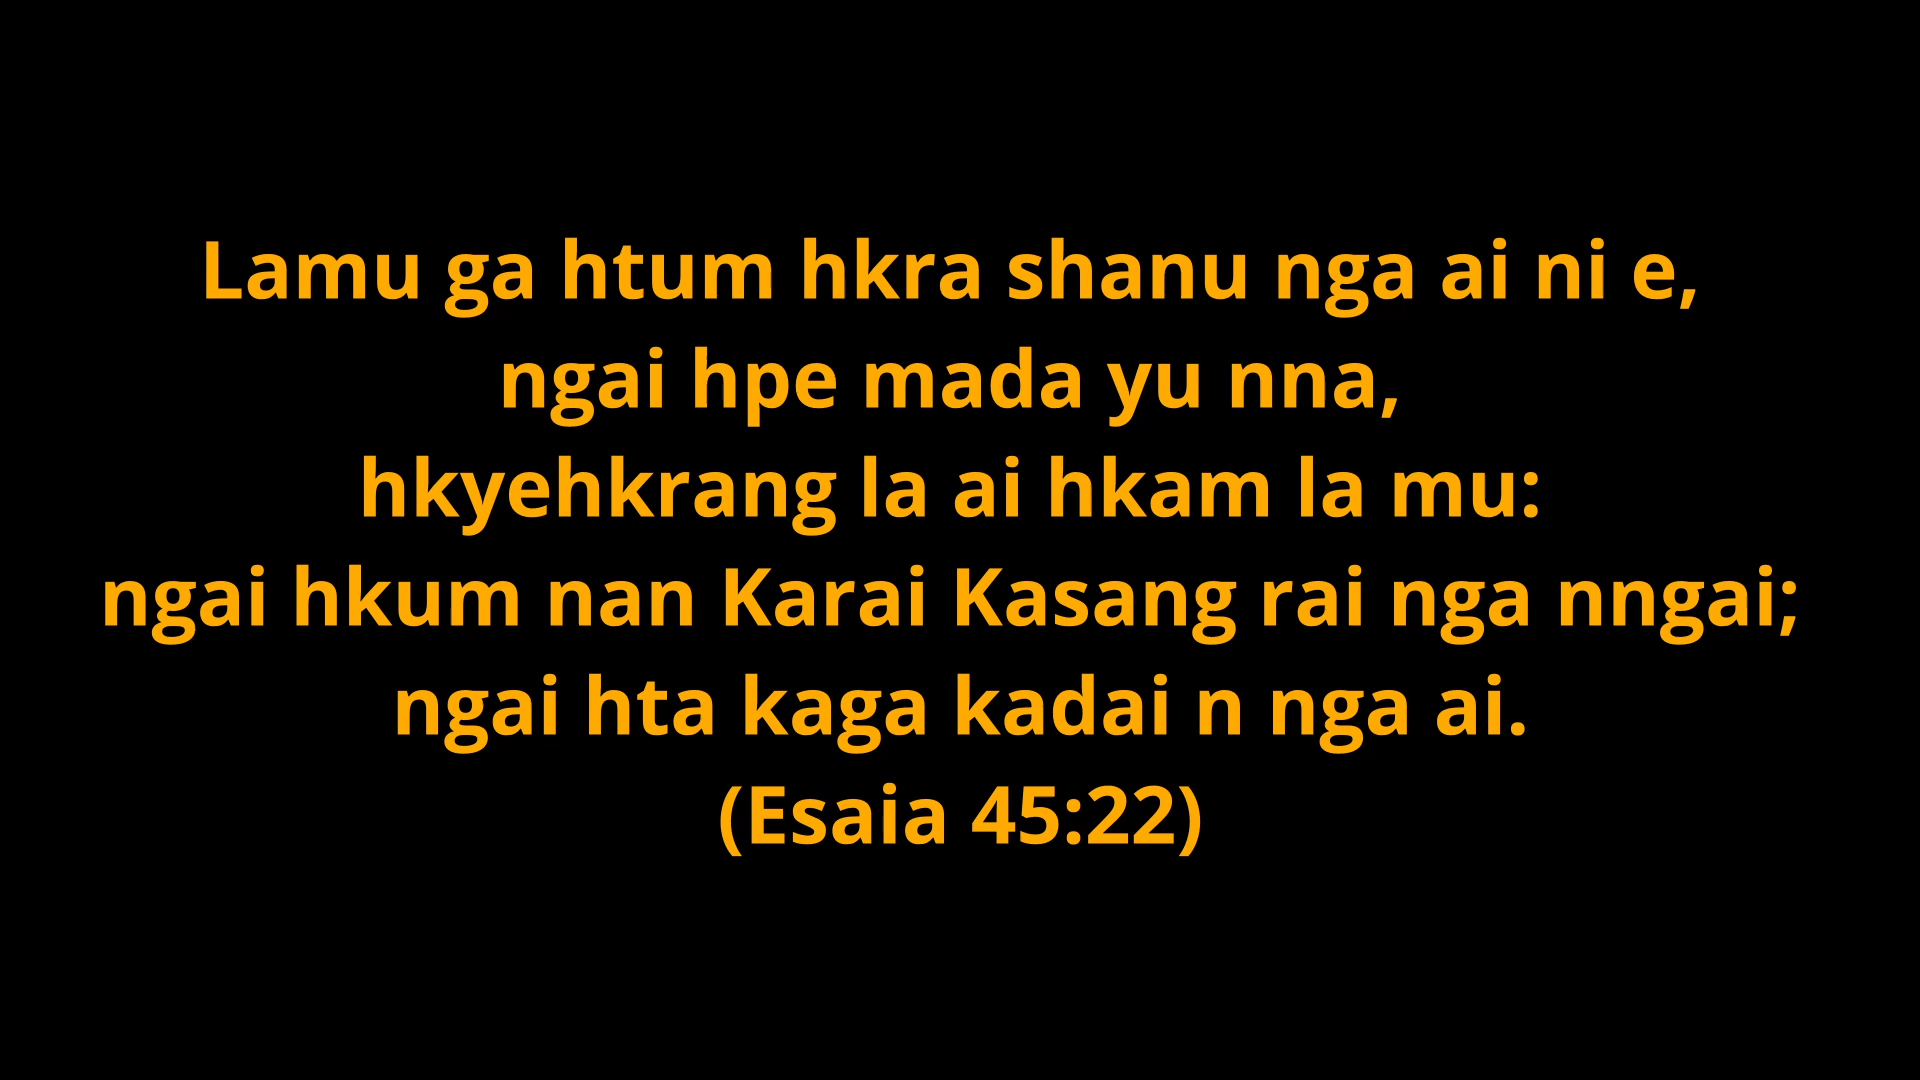 Lamu ga htum hkra shanu nga ai ni e,
ngai hpe mada yu nna,
hkyehkrang la ai hkam la mu:
ngai hkum nan Karai Kasang rai nga nngai;
ngai hta kaga kadai n nga ai.
(Esaia 45:22)